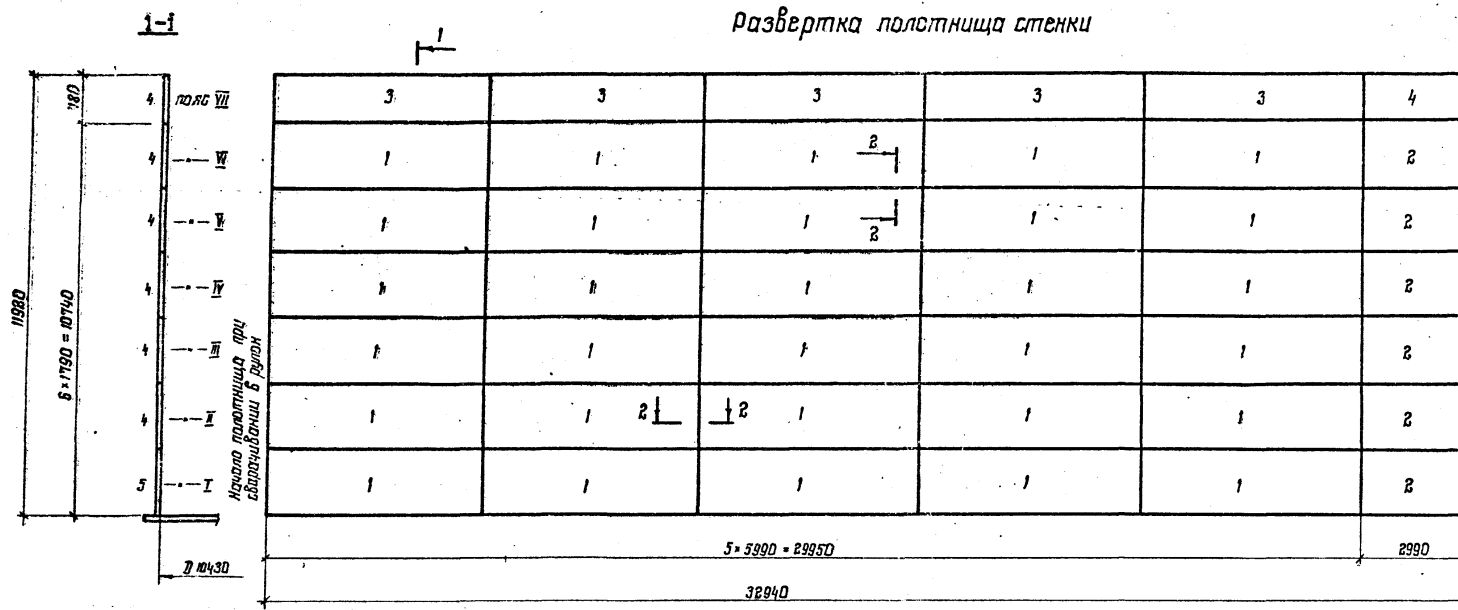 1-1
Развертка полотнища стенки
1
780
4 пояс VII
3 3 3 3 3 4
4 —"— VI
1 1 1 2 1 1 2
4 —"— V
1 1 1 2 1 1 2
4 —"— IV
1 1 1 1 1 2
4 —"— III
1 1 1 1 1 2
4 —"— II
1 1 2 2 1 1 1 2
5 —"— I
1 1 1 1 1 2
11980
6×1790 = 10740
Начало полотнища при
сварачивании в рулон
D 10430
5×5990 = 29950
2990
32940